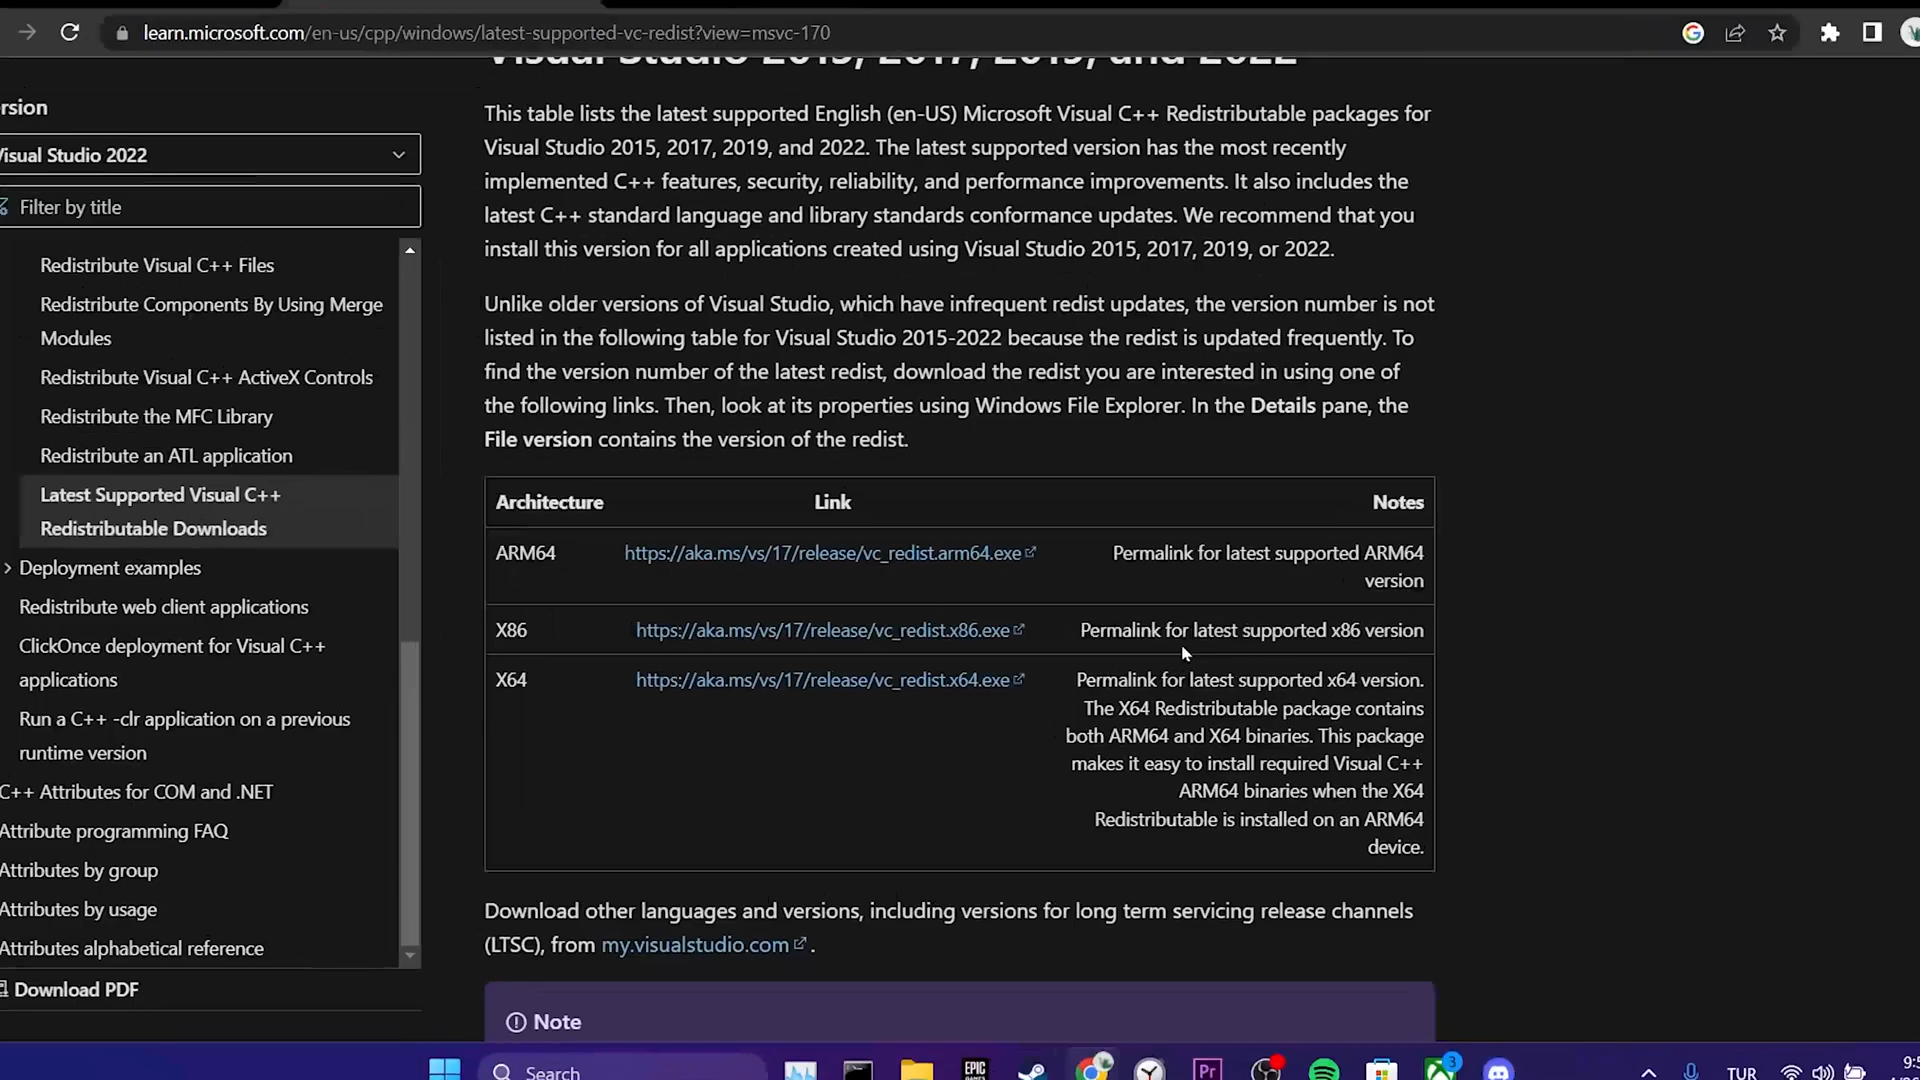 learn.microsoft.com/en-us/cpp/windows/latest-supported-vc-redist?view=msvc-170
rsion
Visual Studio 2022
Filter by title
Redistribute Visual C++ Files
Redistribute Components By Using Merge
Modules
Redistribute Visual C++ ActiveX Controls
Redistribute the MFC Library
Redistribute an ATL application
Latest Supported Visual C++
Redistributable Downloads
Deployment examples
Redistribute web client applications
ClickOnce deployment for Visual C++
applications
Run a C++ -clr application on a previous
runtime version
C++ Attributes for COM and .NET
Attribute programming FAQ
Attributes by group
Attributes by usage
Attributes alphabetical reference
Download PDF
Visual Studio 2015, 2017, 2019, and 2022
This table lists the latest supported English (en-US) Microsoft Visual C++ Redistributable packages for
Visual Studio 2015, 2017, 2019, and 2022. The latest supported version has the most recently
implemented C++ features, security, reliability, and performance improvements. It also includes the
latest C++ standard language and library standards conformance updates. We recommend that you
install this version for all applications created using Visual Studio 2015, 2017, 2019, or 2022.
Unlike older versions of Visual Studio, which have infrequent redist updates, the version number is not
listed in the following table for Visual Studio 2015-2022 because the redist is updated frequently. To
find the version number of the latest redist, download the redist you are interested in using one of
the following links. Then, look at its properties using Windows File Explorer. In the Details pane, the
File version contains the version of the redist.
Architecture Link Notes
ARM64 https://aka.ms/vs/17/release/vc_redist.arm64.exe Permalink for latest supported ARM64
version
X86 https://aka.ms/vs/17/release/vc_redist.x86.exe Permalink for latest supported x86 version
X64 https://aka.ms/vs/17/release/vc_redist.x64.exe Permalink for latest supported x64 version.
The X64 Redistributable package contains
both ARM64 and X64 binaries. This package
makes it easy to install required Visual C++
ARM64 binaries when the X64
Redistributable is installed on an ARM64
device.
Download other languages and versions, including versions for long term servicing release channels
(LTSC), from my.visualstudio.com.
Note
Search
EPIC
Pr
3
TUR
9:5